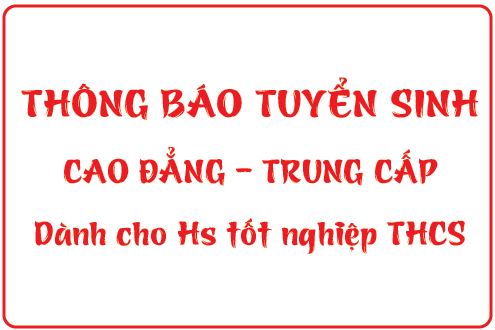 THÔNG BÁO TUYỂN SINH
CAO ĐẲNG – TRUNG CẤP
Dành cho Hs tốt nghiệp THCS